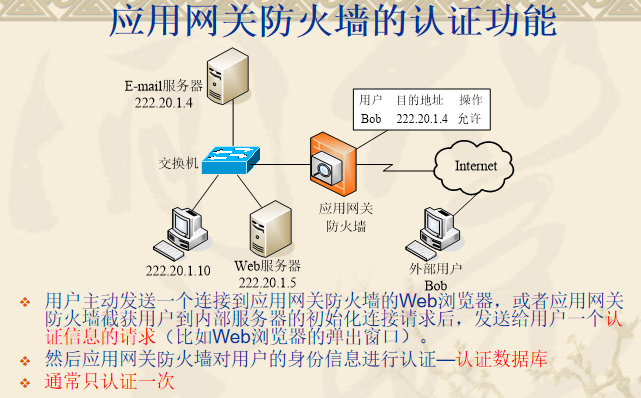 应用网关防火墙的认证功能
E-mail服务器
222.20.1.4
用户 目的地址 操作
Bob 222.20.1.4 允许
交换机
Internet
应用网关
防火墙
222.20.1.10
Web服务器
222.20.1.5
外部用户
Bob
用户主动发送一个连接到应用网关防火墙的Web浏览器，或者应用网关
防火墙截获用户到内部服务器的初始化连接请求后，发送给用户一个认
证信息的请求（比如Web浏览器的弹出窗口）。
然后应用网关防火墙对用户的身份信息进行认证—认证数据库
通常只认证一次